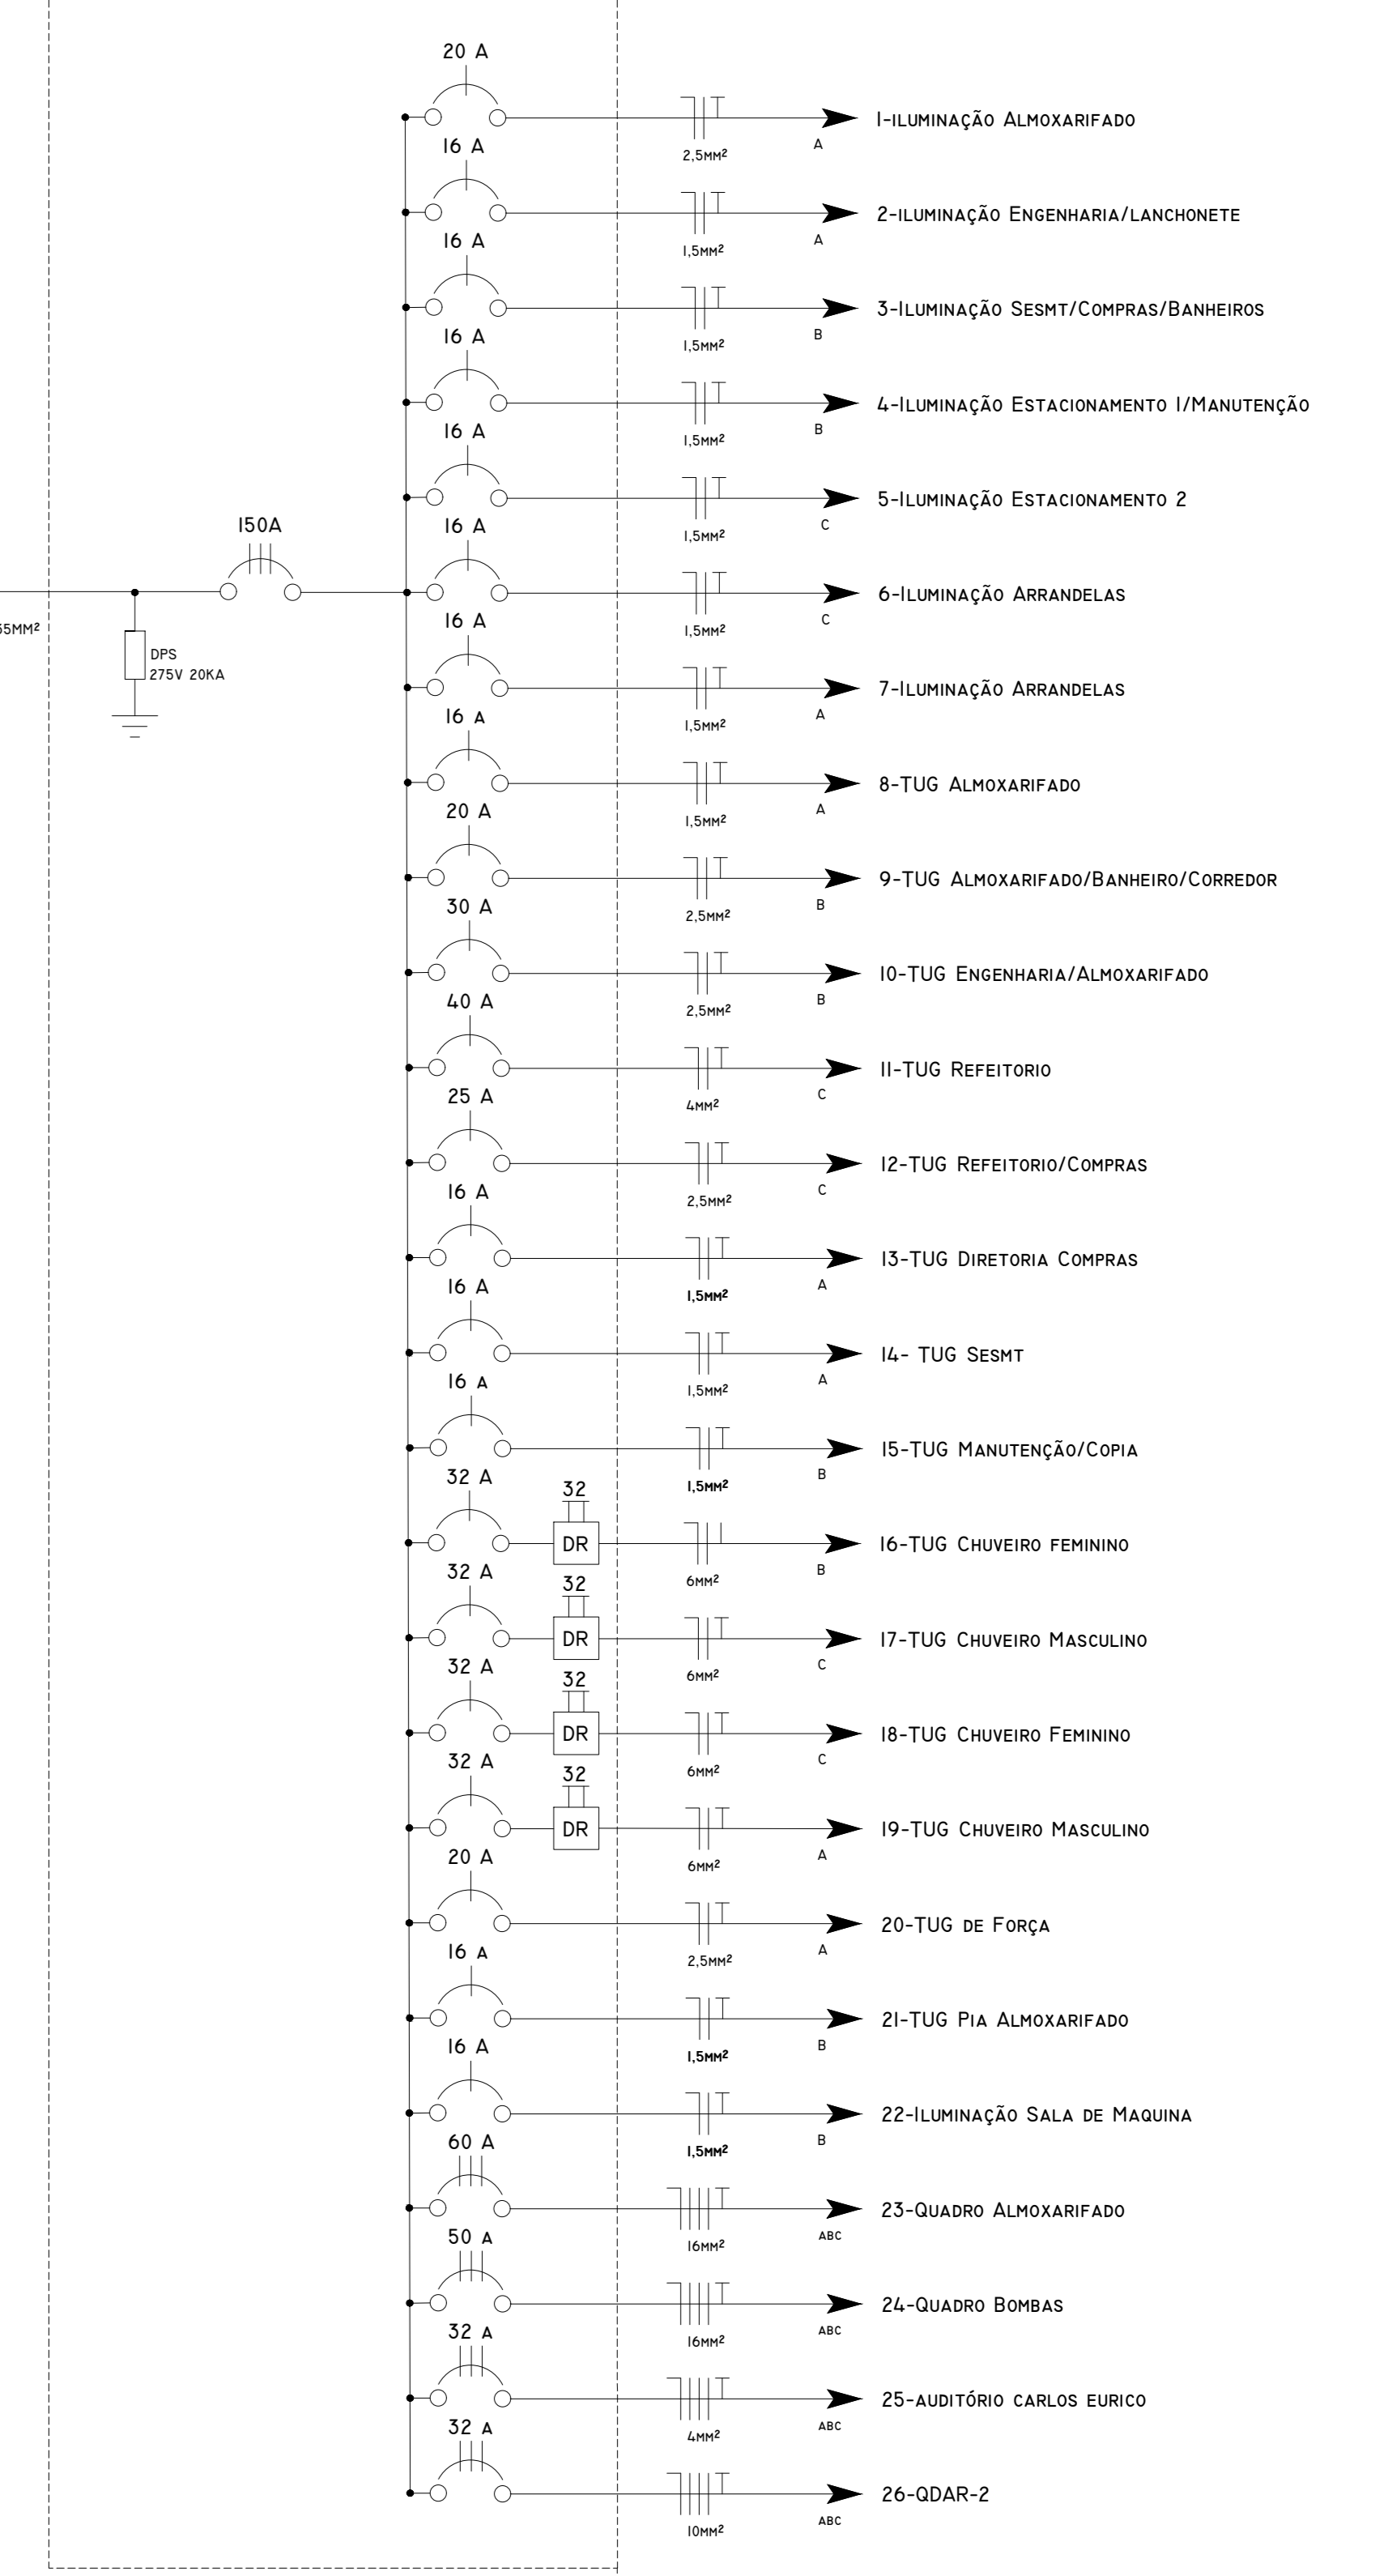 20 A
1-iluminação Almoxarifado
2,5mm²
A
16 A
2-iluminação Engenharia/lanchonete
1,5mm²
A
16 A
3-Iluminação Sesmt/Compras/Banheiros
1,5mm²
B
16 A
4-Iluminação Estacionamento 1/Manutenção
1,5mm²
B
16 A
5-Iluminação Estacionamento 2
1,5mm²
C
150A
16 A
6-Iluminação Arrandelas
1,5mm²
C
DPS
275V 20KA
16 A
7-Iluminação Arrandelas
1,5mm²
A
16 A
8-TUG Almoxarifado
1,5mm²
A
20 A
9-TUG Almoxarifado/Banheiro/Corredor
2,5mm²
B
30 A
10-TUG Engenharia/Almoxarifado
2,5mm²
B
40 A
11-TUG Refeitorio
4mm²
C
25 A
12-TUG Refeitorio/Compras
2,5mm²
C
16 A
13-TUG Diretoria Compras
1,5mm²
A
16 A
14- TUG Sesmt
1,5mm²
A
16 A
15-TUG Manutenção/Copia
1,5mm²
B
32 A
32
DR
16-TUG Chuveiro feminino
6mm²
B
32 A
32
DR
17-TUG Chuveiro Masculino
6mm²
C
32 A
32
DR
18-TUG Chuveiro Feminino
6mm²
C
32 A
32
DR
19-TUG Chuveiro Masculino
6mm²
A
20 A
20-TUG de Força
2,5mm²
A
16 A
21-TUG Pia Almoxarifado
1,5mm²
B
16 A
22-Iluminação Sala de Maquina
1,5mm²
B
60 A
23-Quadro Almoxarifado
16mm²
ABC
50 A
24-Quadro Bombas
16mm²
ABC
32 A
25-auditório carlos eurico
4mm²
ABC
32 A
26-QDAR-2
10mm²
ABC